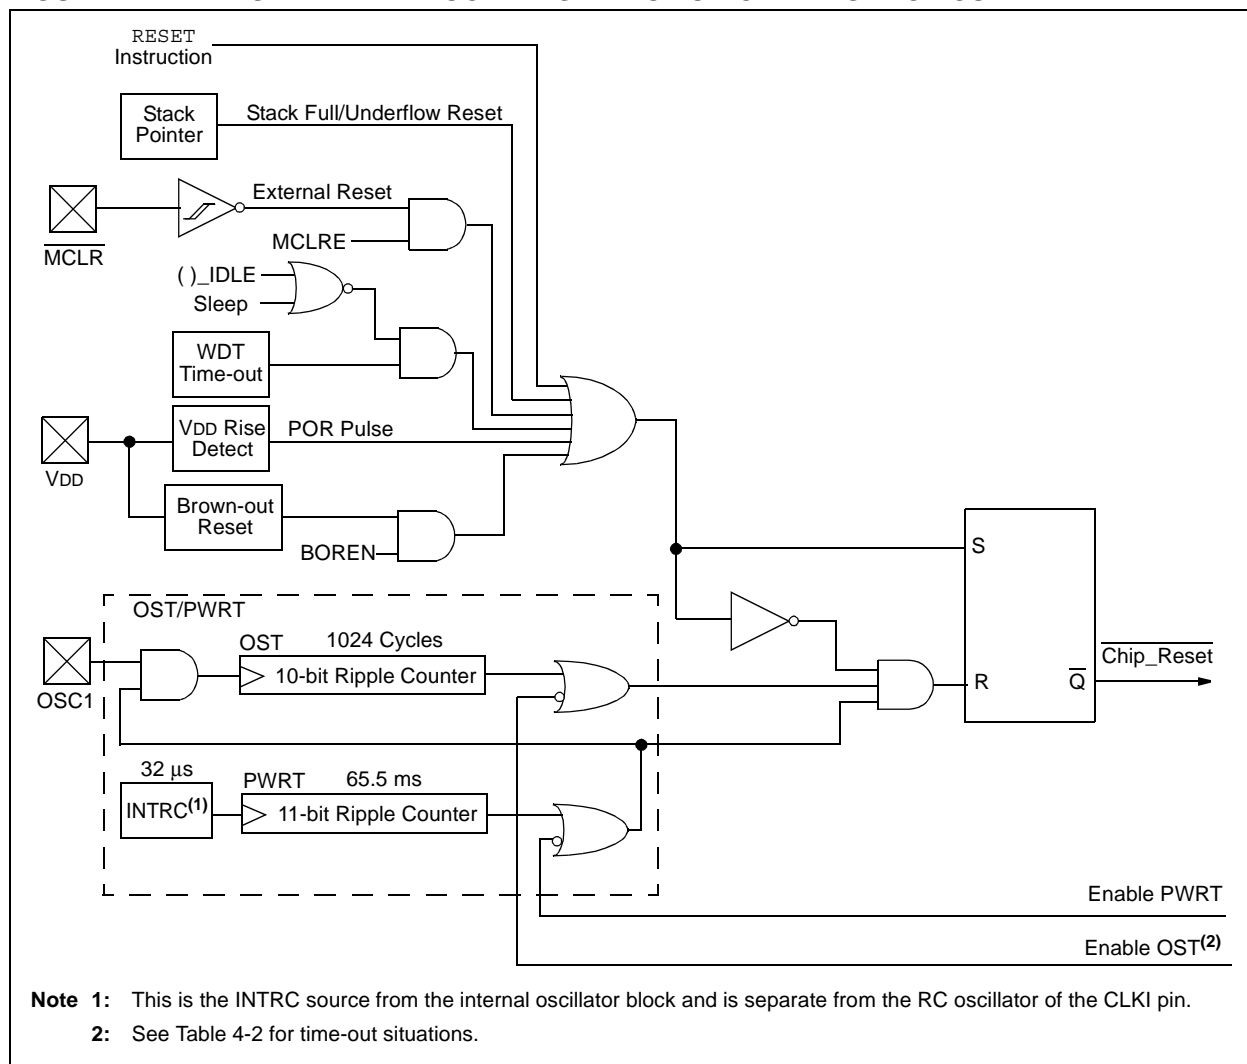 RESET
Instruction
Stack
Pointer
Stack Full/Underflow Reset
External Reset
MCLR
MCLRE
( )_IDLE
Sleep
WDT
Time-out
VDD Rise
Detect
POR Pulse
VDD
Brown-out
Reset
BOREN
S
OST/PWRT
OST
1024 Cycles
10-bit Ripple Counter
OSC1
R
Q
Chip_Reset
32 μs
PWRT
65.5 ms
INTRC(1)
11-bit Ripple Counter
Enable PWRT
Enable OST(2)
Note 1: This is the INTRC source from the internal oscillator block and is separate from the RC oscillator of the CLKI pin.
2: See Table 4-2 for time-out situations.